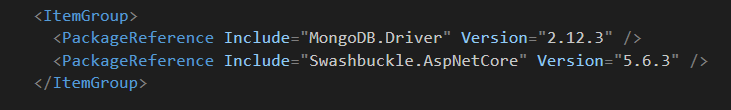 <ItemGroup>
<PackageReference Include="MongoDB.Driver" Version="2.12.3" />
<PackageReference Include="Swashbuckle.AspNetCore" Version="5.6.3" />
</ItemGroup>